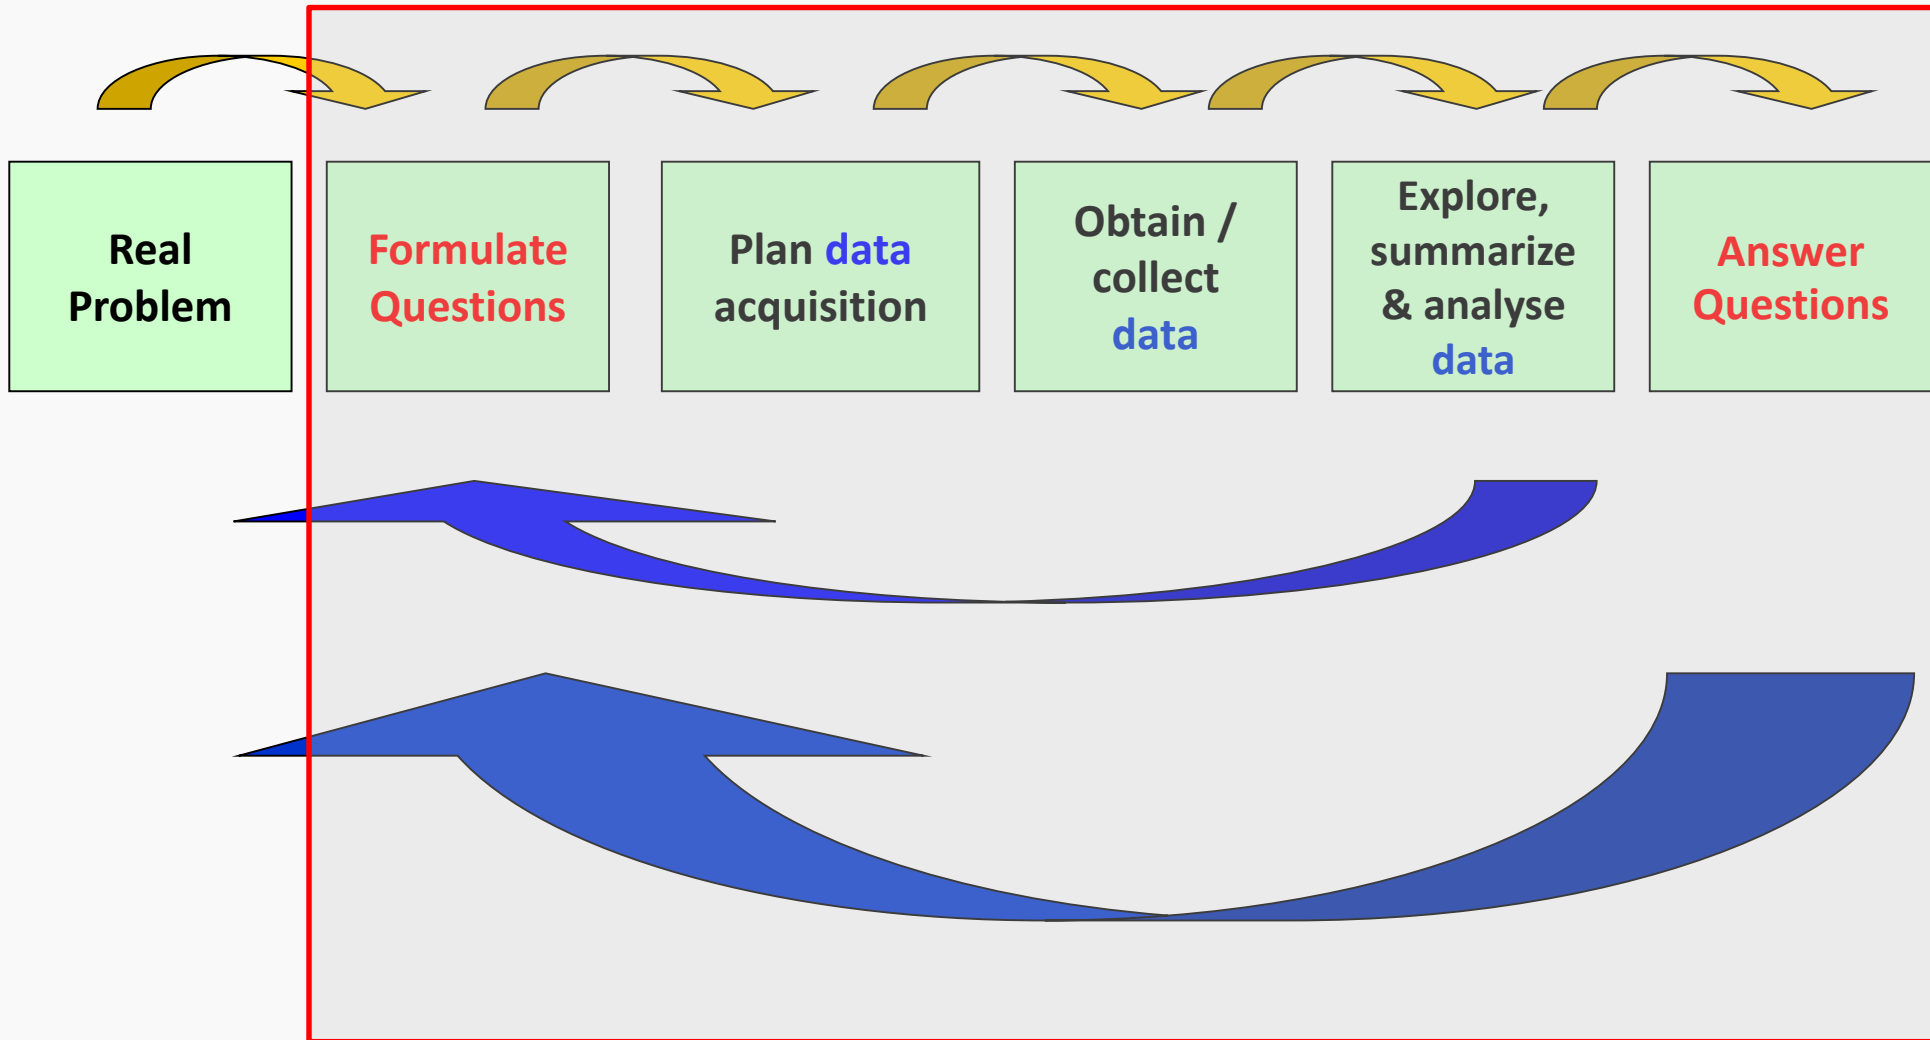 Real
Problem
Formulate
Questions
Plan data
acquisition
Obtain /
collect
data
Explore,
summarize
& analyse
data
Answer
Questions